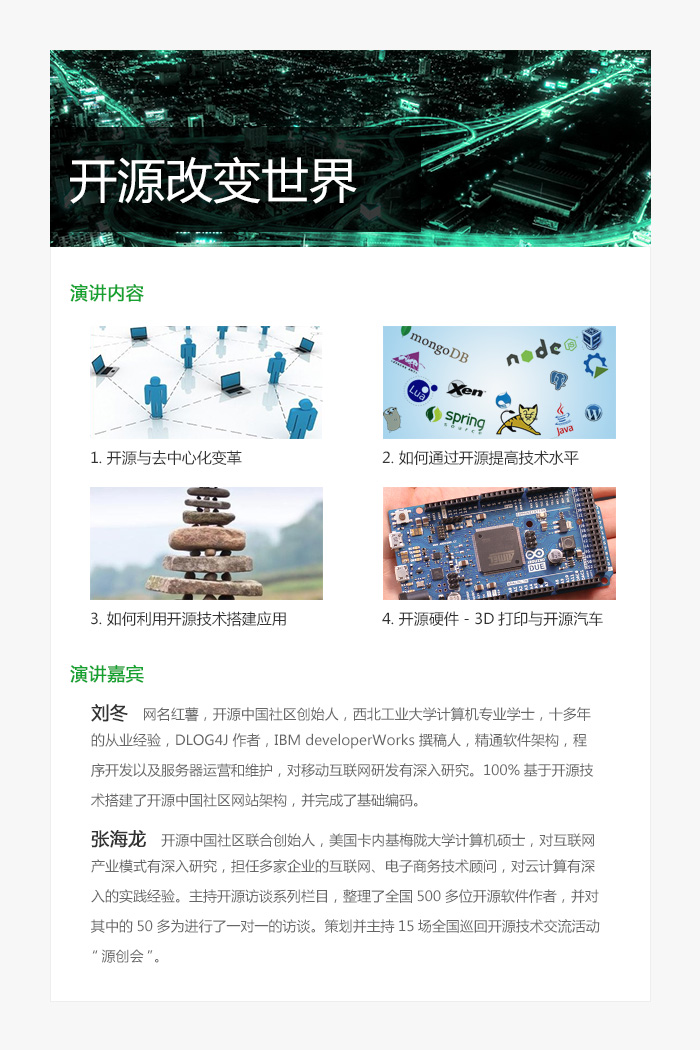 开源改变世界
演讲内容
mongoDB
node
Lua
Xen
spring
source
Java
1. 开源与去中心化变革
2. 如何通过开源提高技术水平
ARDUINO
DUE
3. 如何利用开源技术搭建应用
4. 开源硬件 - 3D 打印与开源汽车
演讲嘉宾
刘冬 网名红薯，开源中国社区创始人，西北工业大学计算机专业学士，十多年
的从业经验，DLOG4J 作者，IBM developerWorks 撰稿人，精通软件架构，程
序开发以及服务器运营和维护，对移动互联网研发有深入研究。100% 基于开源技
术搭建了开源中国社区网站架构，并完成了基础编码。
张海龙 开源中国社区联合创始人，美国卡内基梅陇大学计算机硕士，对互联网
产业模式有深入研究，担任多家企业的互联网、电子商务技术顾问，对云计算有深
入的实践经验。主持开源访谈系列栏目，整理了全国 500 多位开源软件作者，并对
其中的 50 多为进行了一对一的访谈。策划并主持 15 场全国巡回开源技术交流活动
“源创会”。